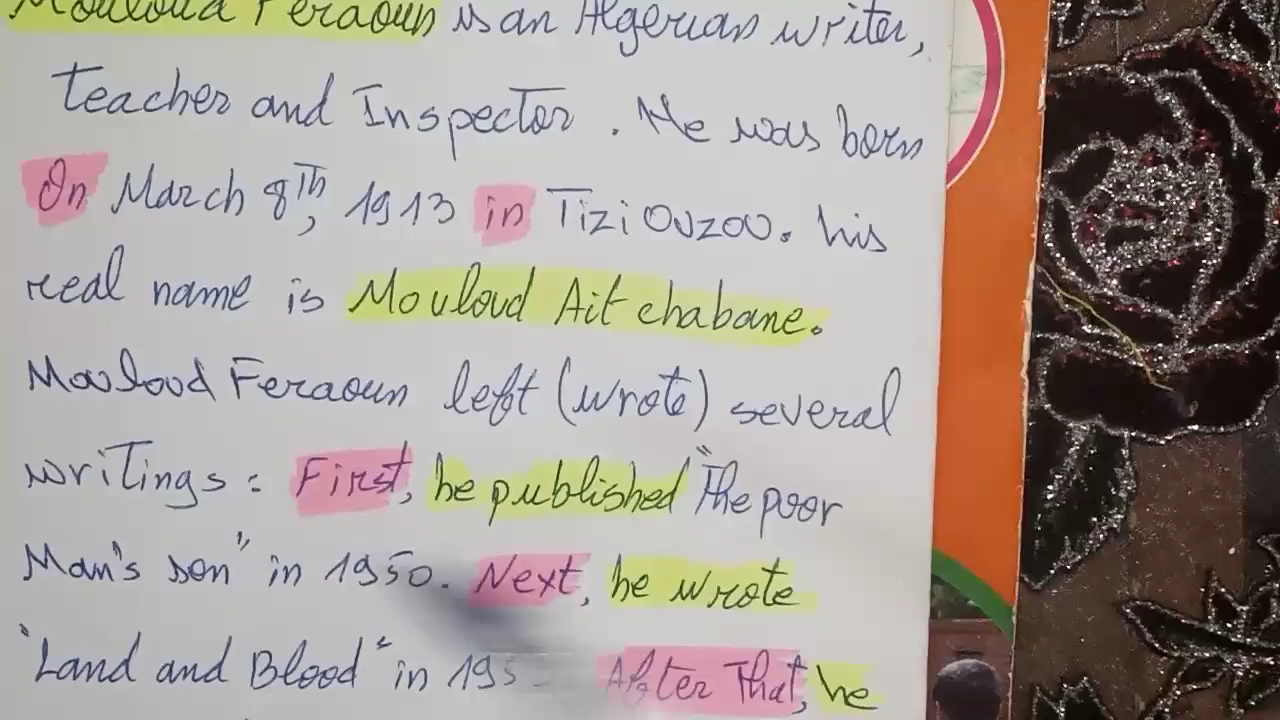 Mouloud Feraoun is an Algerian writer,
teacher and Inspector. He was born
On March 8Th, 1913 in Tizi Ouzou. his
real name is Mouloud Ait chabane.
Mouloud Feraoun left (wrote) several
writings: First, he published "The poor
Man's son" in 1950. Next, he wrote
"Land and Blood" in 195 After That, he